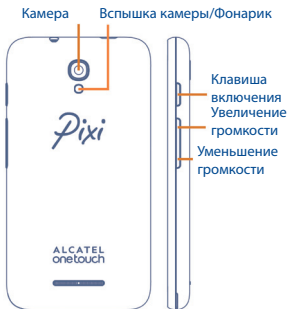 Камера
Вспышка камеры/Фонарик
Клавиша
включения
Увеличение
громкости
Уменьшение
громкости
Pixi
ALCATEL
onetouch